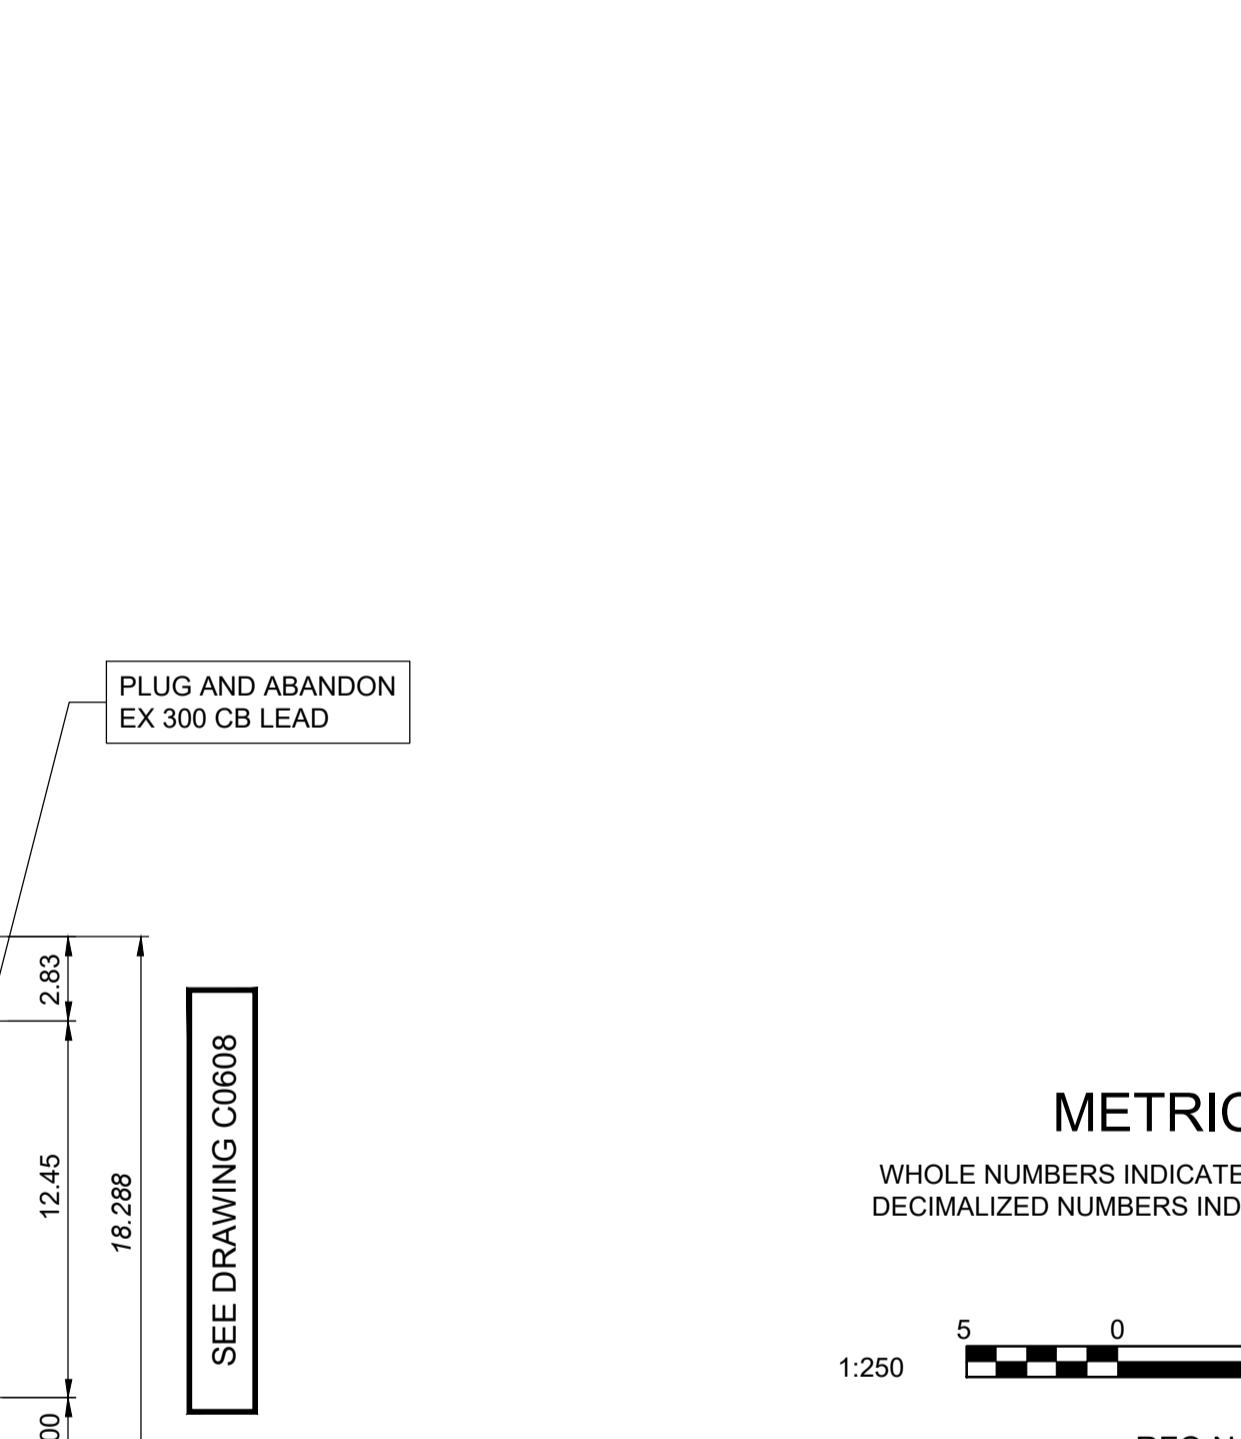 PLUG AND ABANDON
EX 300 CB LEAD
2.83
12.45
18.288
SEE DRAWING C0608
METRIC
WHOLE NUMBERS INDICATE
DECIMALIZED NUMBERS IND
5 0
1:250